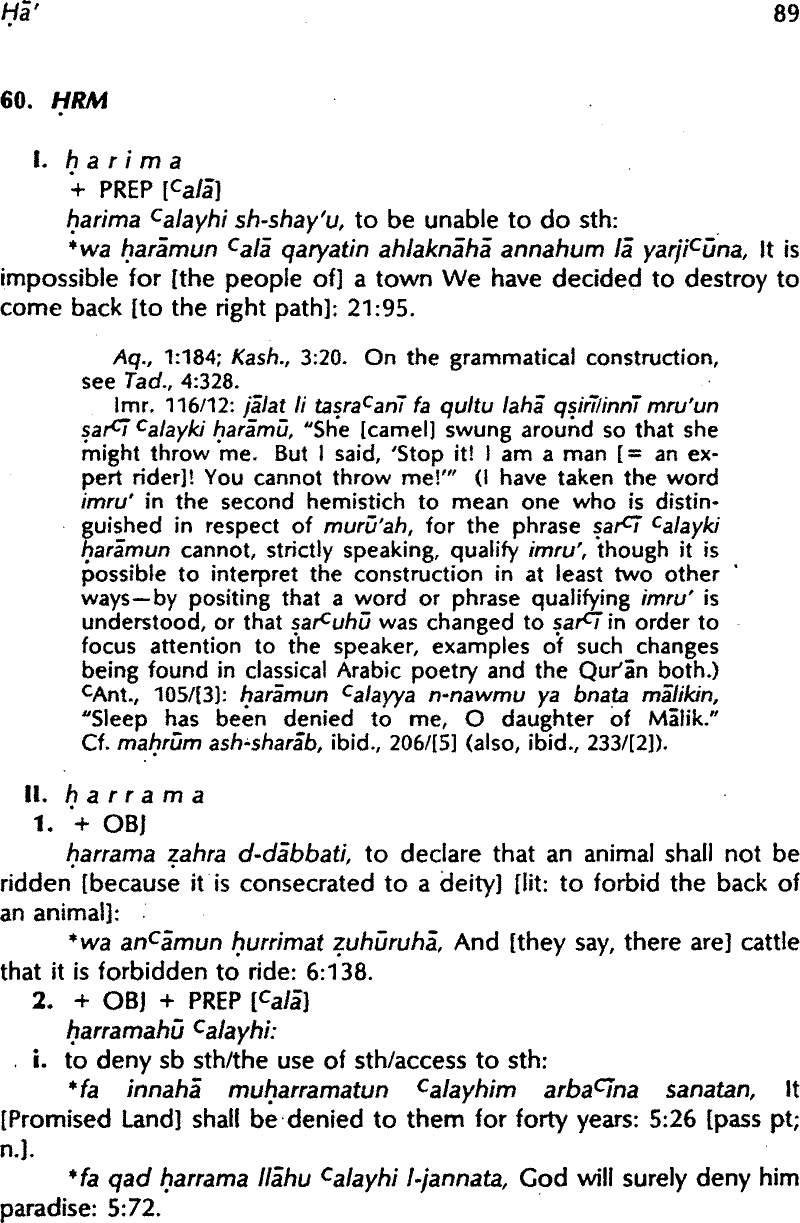 Ḥā' 89
60. ḤRM
I. ḥ a r i m a
+ PREP [ᶜalā]
ḥarima ᶜalayhi sh-shay'u, to be unable to do sth:
*wa ḥarāmun ᶜalā qaryatin ahlaknāhā annahum lā yarjiᶜūna, It is
impossible for [the people of] a town We have decided to destroy to
come back [to the right path]: 21:95.
Aq., 1:184; Kash., 3:20. On the grammatical construction,
see Tad., 4:328.
Imr. 116/12: jālat li taṣraᶜanī fa qultu lahā qṣirī/innī mru'un
ṣarᶜī ᶜalayki ḥarāmū, "She [camel] swung around so that she
might throw me. But I said, 'Stop it! I am a man [= an ex-
pert rider]! You cannot throw me!'" (I have taken the word
imru' in the second hemistich to mean one who is distin-
guished in respect of murū'ah, for the phrase ṣarᶜī ᶜalayki
ḥarāmun cannot, strictly speaking, qualify imru', though it is
possible to interpret the construction in at least two other
ways—by positing that a word or phrase qualifying imru' is
understood, or that ṣarᶜuhū was changed to ṣarᶜī in order to
focus attention to the speaker, examples of such changes
being found in classical Arabic poetry and the Qur'ān both.)
ᶜAnt., 105/[3]: ḥarāmun ᶜalayya n-nawmu ya bnata mālikin,
"Sleep has been denied to me, O daughter of Mālik."
Cf. maḥrūm ash-sharāb, ibid., 206/[5] (also, ibid., 233/[2]).
II. ḥ a r r a m a
1. + OBJ
ḥarrama ẓahra d-dābbati, to declare that an animal shall not be
ridden [because it is consecrated to a deity] [lit: to forbid the back of
an animal]:
*wa anᶜāmun ḥurrimat ẓuhūruhā, And [they say, there are] cattle
that it is forbidden to ride: 6:138.
2. + OBJ + PREP [ᶜalā]
ḥarramahū ᶜalayhi:
i. to deny sb sth/the use of sth/access to sth:
*fa innahā muḥarramatun ᶜalayhim arbaᶜīna sanatan, It
[Promised Land] shall be denied to them for forty years: 5:26 [pass pt;
n.].
*fa qad ḥarrama llāhu ᶜalayhi l-jannata, God will surely deny him
paradise: 5:72.